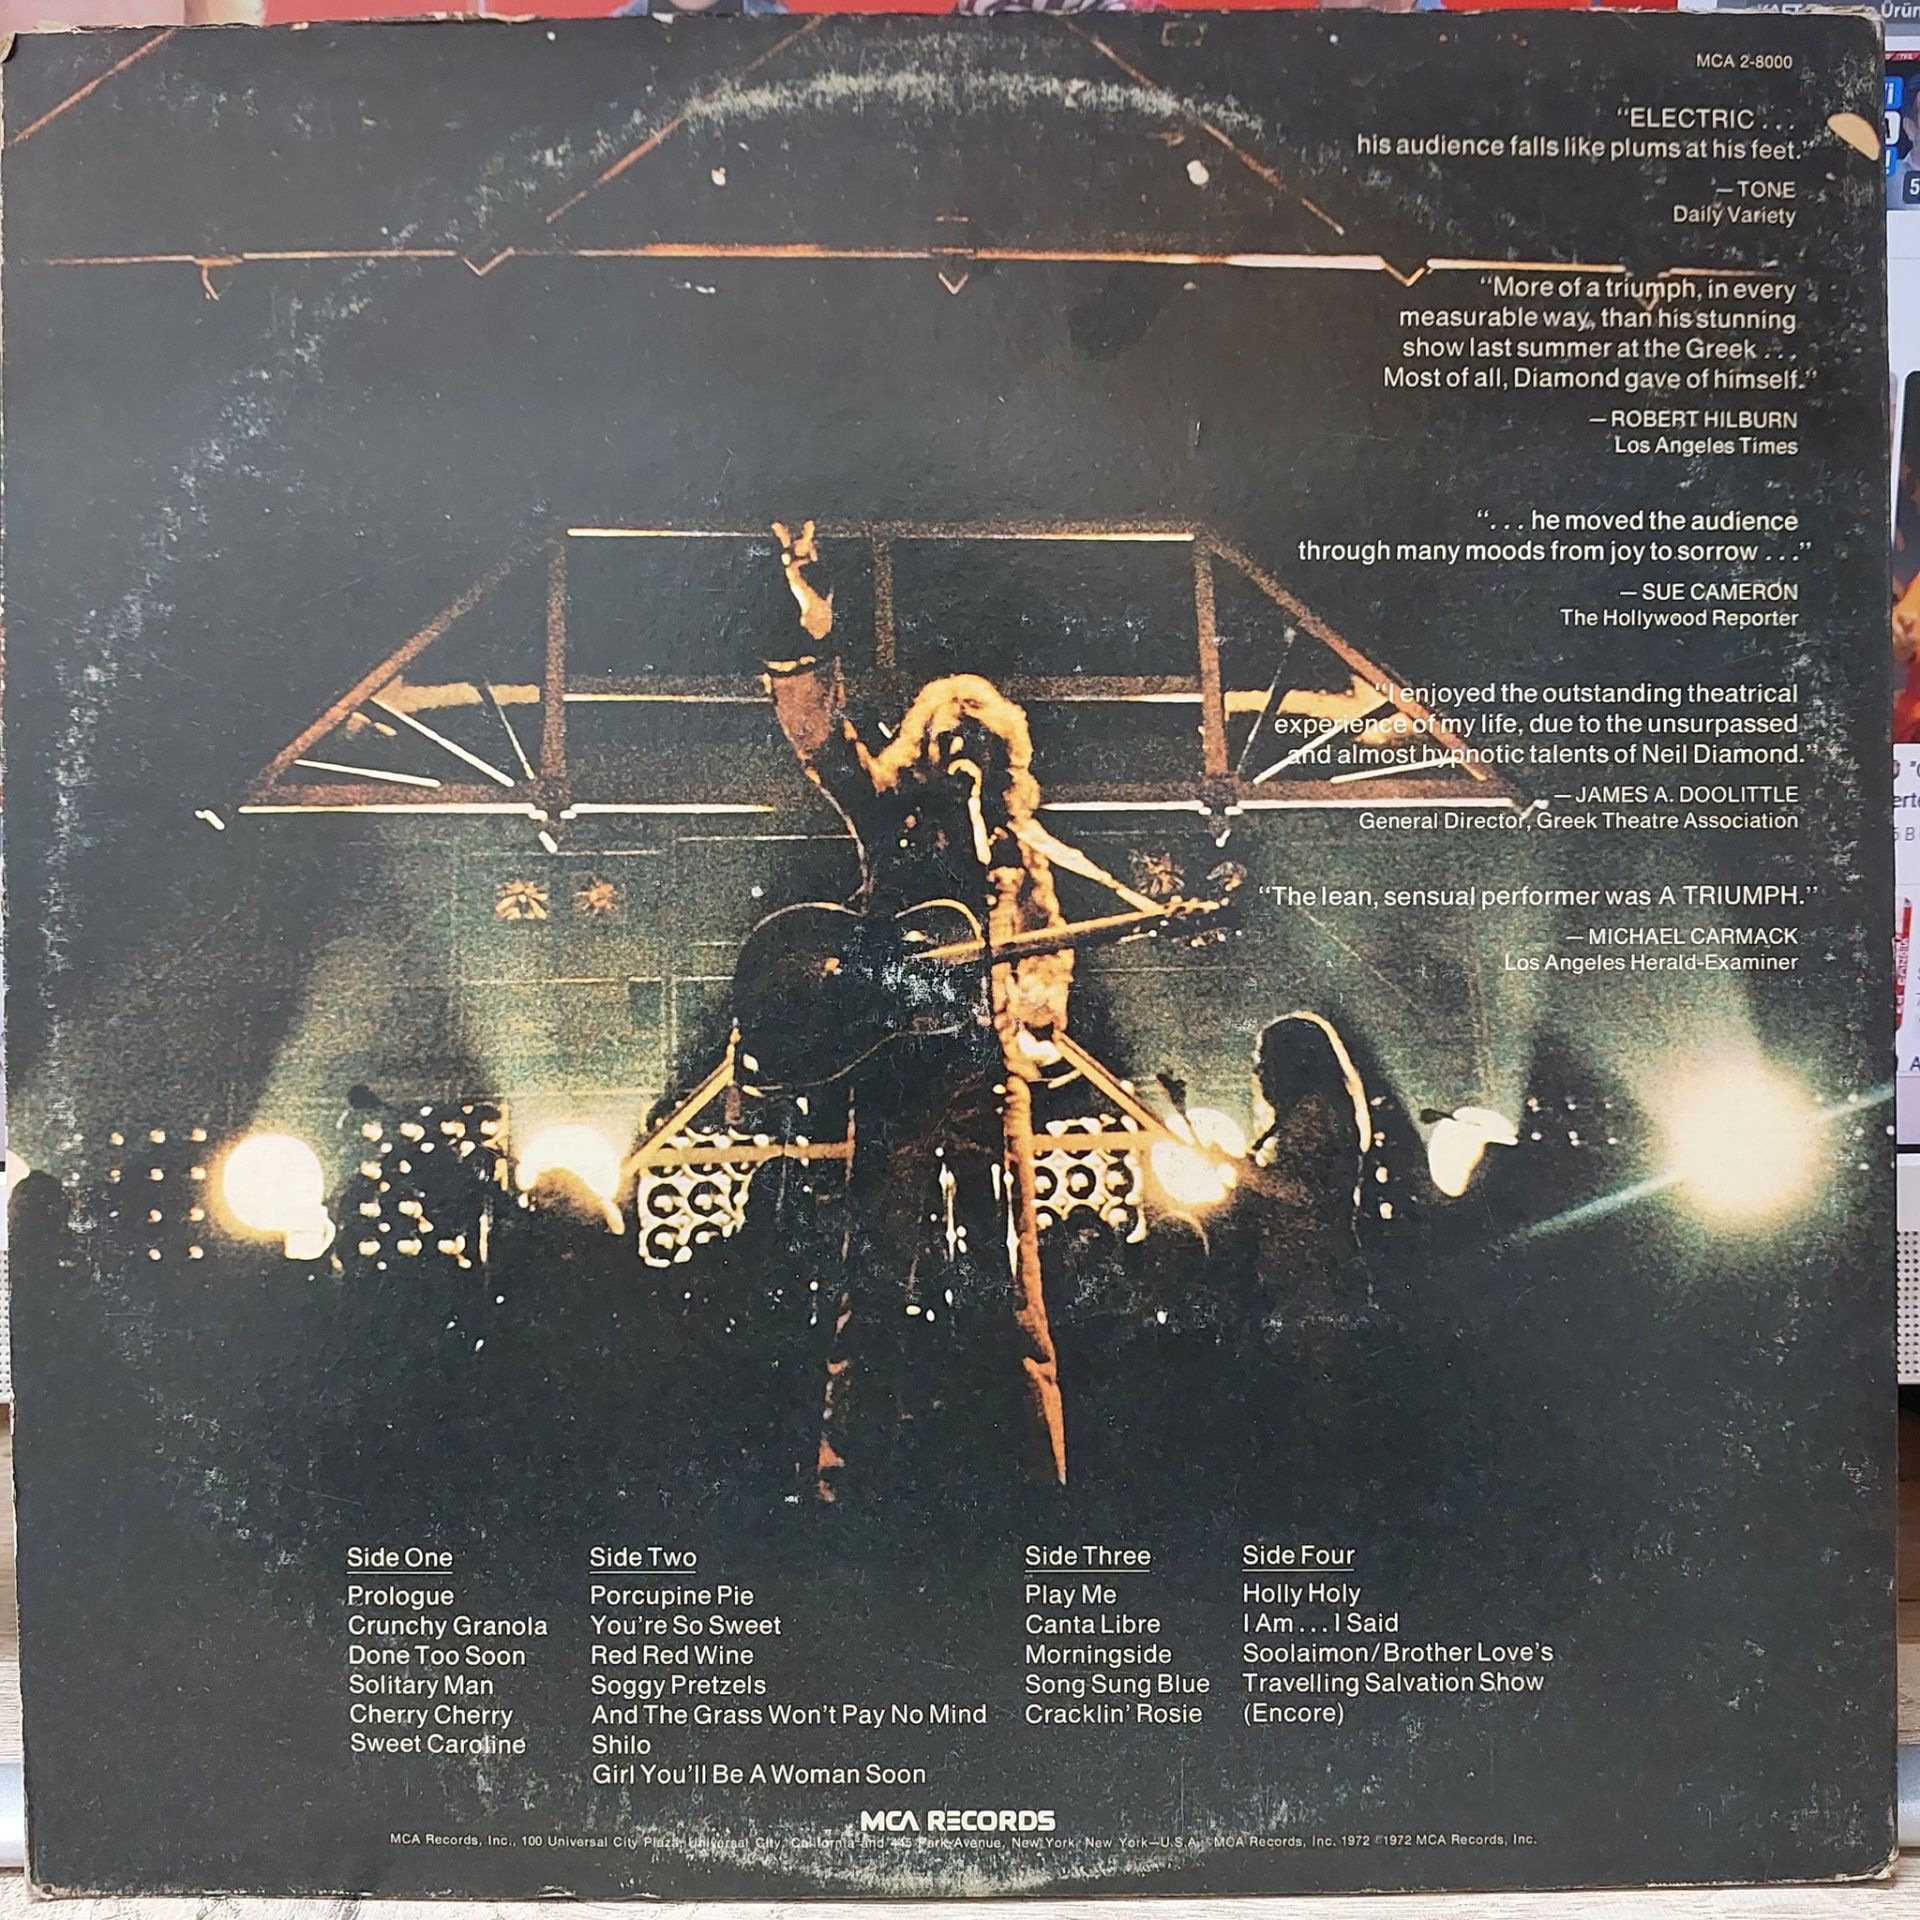 MCA 2-8000
“ELECTRIC . . .
his audience falls like plums at his feet.”
— TONE
Daily Variety
“More of a triumph, in every
measurable way, than his stunning
show last summer at the Greek . . .
Most of all, Diamond gave of himself.”
— ROBERT HILBURN
Los Angeles Times
“. . . he moved the audience
through many moods from joy to sorrow . . .”
— SUE CAMERON
The Hollywood Reporter
“I enjoyed the outstanding theatrical
experience of my life, due to the unsurpassed
and almost hypnotic talents of Neil Diamond.”
— JAMES A. DOOLITTLE
General Director, Greek Theatre Association
“The lean, sensual performer was A TRIUMPH.”
— MICHAEL CARMACK
Los Angeles Herald-Examiner
Side One
Prologue
Crunchy Granola
Done Too Soon
Solitary Man
Cherry Cherry
Sweet Caroline
Side Two
Porcupine Pie
You’re So Sweet
Red Red Wine
Soggy Pretzels
And The Grass Won’t Pay No Mind
Shilo
Girl You’ll Be A Woman Soon
Side Three
Play Me
Canta Libre
Morningside
Song Sung Blue
Cracklin’ Rosie
Side Four
Holly Holy
I Am . . . I Said
Soolaimon/Brother Love’s
Travelling Salvation Show
(Encore)
MCA RECORDS
MCA Records, Inc., 100 Universal City Plaza, Universal City, California and 445 Park Avenue, New York, New York—U.S.A. ©MCA Records, Inc. 1972 ℗1972 MCA Records, Inc.